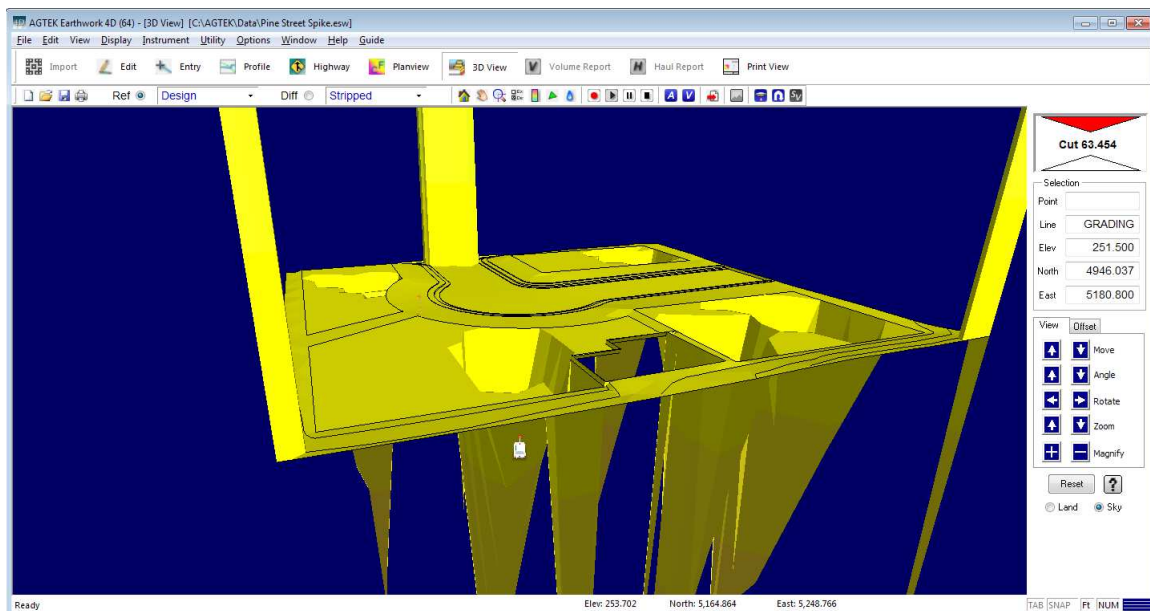 AGTEK Earthwork 4D (64) - [3D View] [C:\AGTEK\Data\Pine Street Spike.esw]
File Edit View Display Instrument Utility Options Window Help Guide
Import Edit Entry Profile Highway Planview 3D View V Volume Report H Haul Report Print View
Ref Design Diff Stripped A V SV
Cut 63.454
Selection
Point
Line GRADING
Elev 251.500
North 4946.037
East 5180.800
View Offset
Move
Angle
Rotate
Zoom
Magnify
Reset ?
Land Sky
Ready Elev: 253.702 North: 5,164.864 East: 5,248.766 TAB SNAP Ft NUM